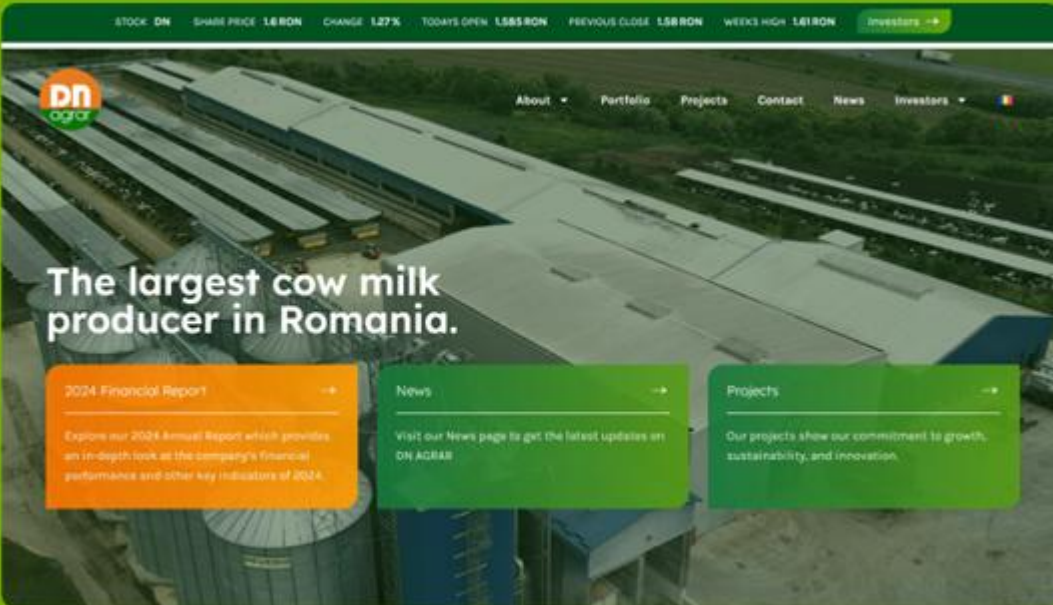 STOCK DN SHARE PRICE 1.6 RON CHANGE 1.27% TODAYS OPEN 1.585 RON PREVIOUS CLOSE 1.58 RON WEEKS HIGH 1.61 RON Investors →
DN
agrar
About Portfolio Projects Contact News Investors
The largest cow milk
producer in Romania.
2024 Financial Report →
Explore our 2024 Annual Report which provides
an in-depth look at the company's financial
performance and other key indicators of 2024.
News →
Visit our News page to get the latest updates on
DN AGRAR
Projects →
Our projects show our commitment to growth,
sustainability, and innovation.